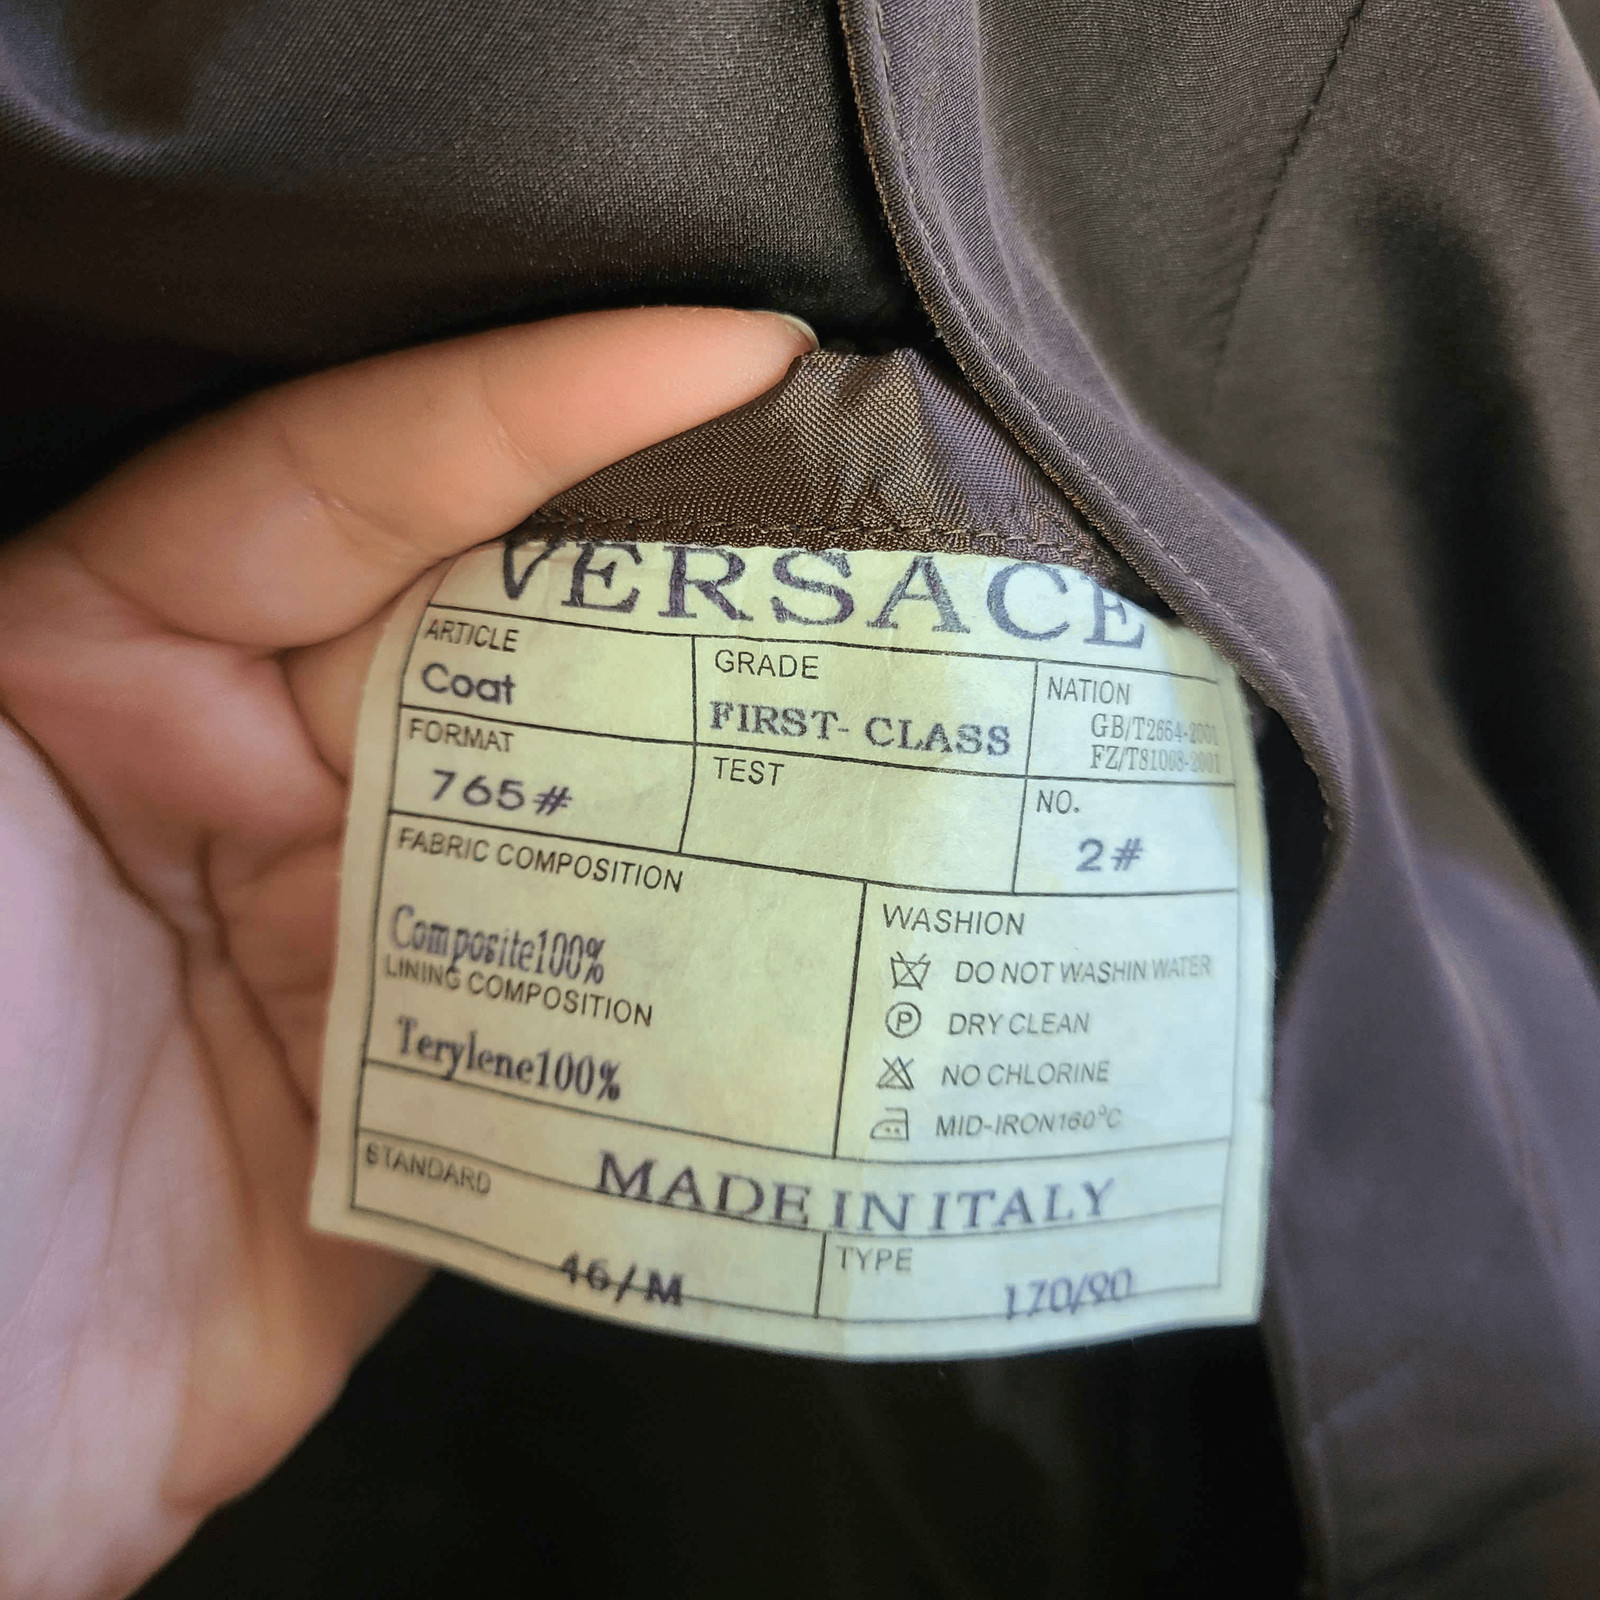 VERSACE
ARTICLE
Coat
GRADE
FIRST- CLASS
NATION
GB/T2664-2001
FZ/T81008-2001
FORMAT
765#
TEST
NO.
2#
FABRIC COMPOSITION
Composite100%
LINING COMPOSITION
Terylene100%
WASHION
DO NOT WASHIN WATER
P DRY CLEAN
NO CHLORINE
MID-IRON160°C
MADE IN ITALY
STANDARD
46/M
TYPE
170/90